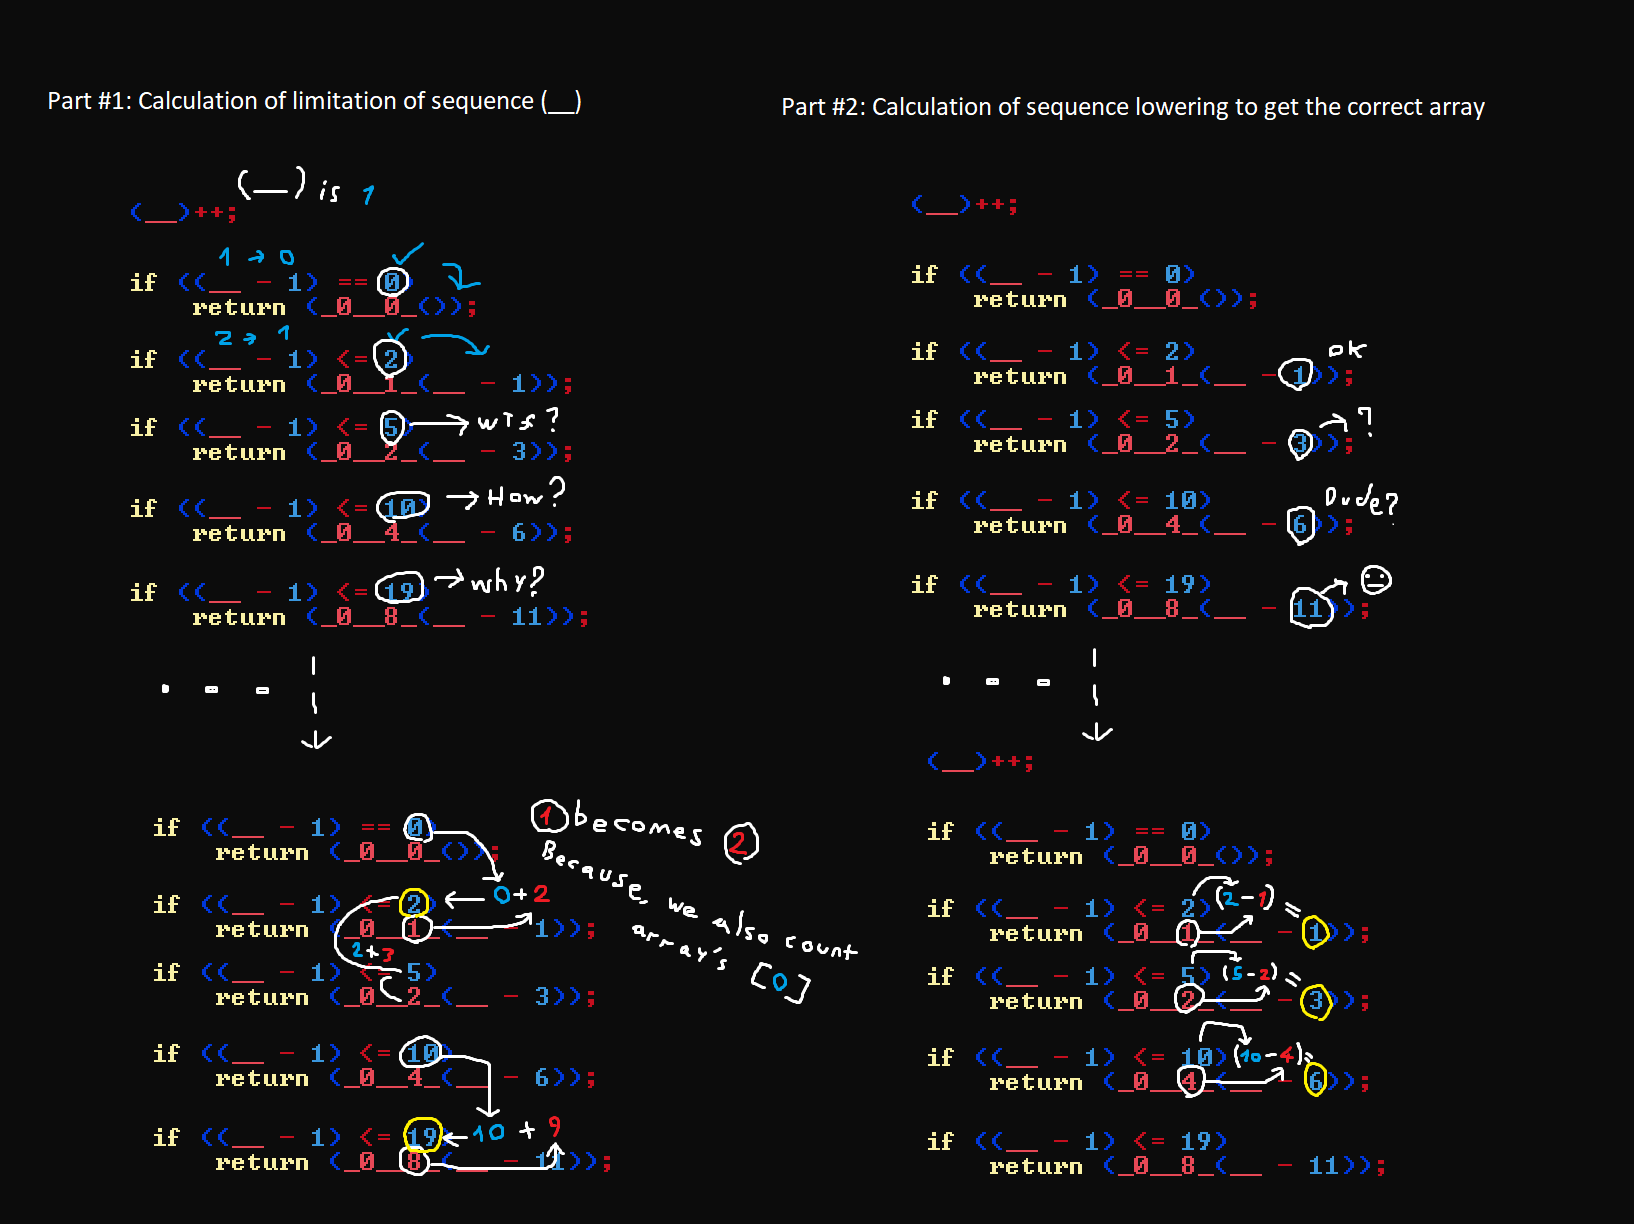 Part #1: Calculation of limitation of sequence (__)
(__) is 1
(__)++;
1 → 0
if ((__ - 1) == 0)
return (_0__0_());
2 → 1
if ((__ - 1) <= 2)
return (_0__1_(__ - 1));
if ((__ - 1) <= 5) → WTF?
return (_0__2_(__ - 3));
if ((__ - 1) <= 10) → How?
return (_0__4_(__ - 6));
if ((__ - 1) <= 19) → why?
return (_0__8_(__ - 11));
if ((__ - 1) == 0)
return (_0__0_());
0+2
if ((__ - 1) <= 2)
return (_0__1_(__ - 1));
2+3
if ((__ - 1) <= 5)
return (_0__2_(__ - 3));
if ((__ - 1) <= 10)
return (_0__4_(__ - 6));
if ((__ - 1) <= 19) ← 10 + 9
return (_0__8_(__ - 11));
1 becomes 2
Because, we also count
array's [0]
Part #2: Calculation of sequence lowering to get the correct array
(__)++;
if ((__ - 1) == 0)
return (_0__0_());
if ((__ - 1) <= 2)
return (_0__1_(__ - 1)); ok
if ((__ - 1) <= 5)
return (_0__2_(__ - 3)); ?
if ((__ - 1) <= 10) Dude?
return (_0__4_(__ - 6));
if ((__ - 1) <= 19)
return (_0__8_(__ - 11));
(__)++;
if ((__ - 1) == 0)
return (_0__0_());
if ((__ - 1) <= 2) (2-1) =
return (_0__1_(__ - 1));
if ((__ - 1) <= 5) (5-2) =
return (_0__2_(__ - 3));
if ((__ - 1) <= 10) (10-4) =
return (_0__4_(__ - 6));
if ((__ - 1) <= 19)
return (_0__8_(__ - 11));